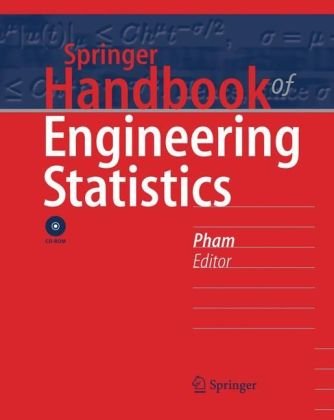 Springer
Handbook of
Engineering
Statistics
CD-ROM
Pham
Editor
Springer